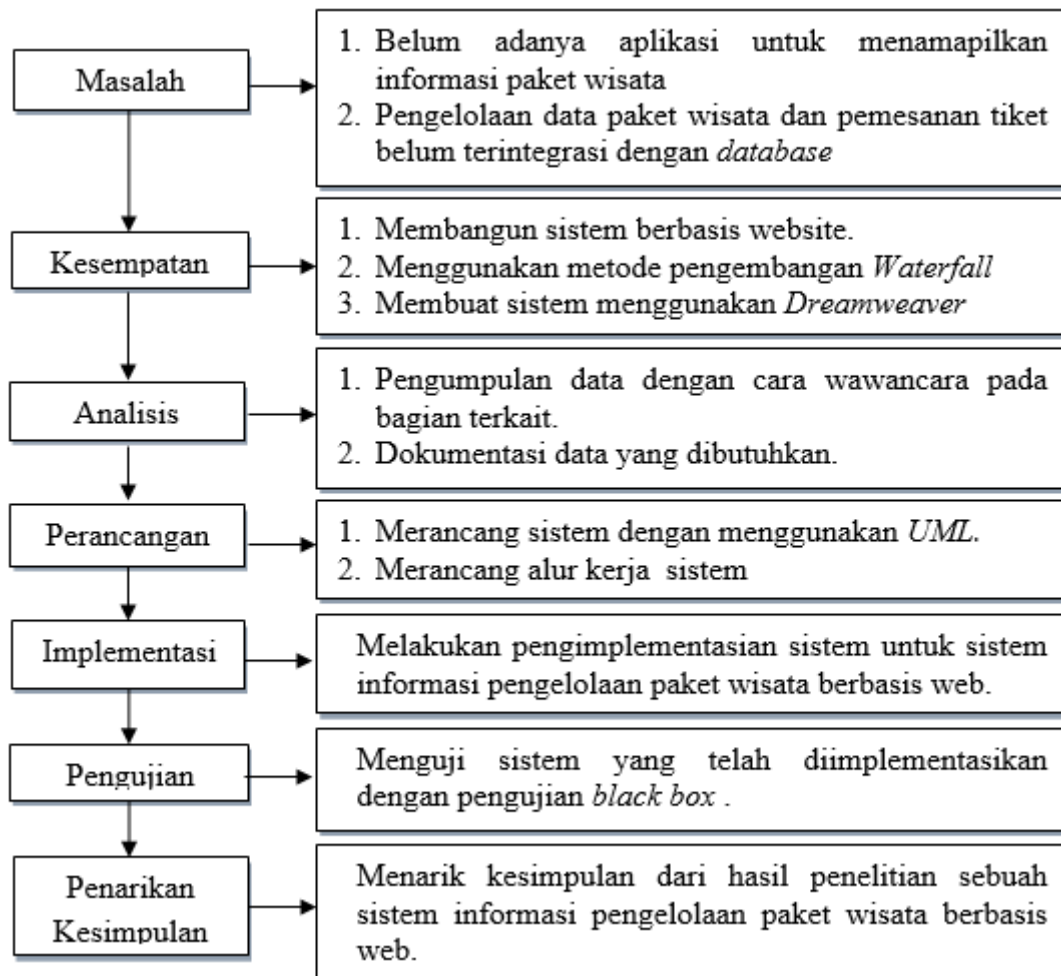 Masalah
1. Belum adanya aplikasi untuk menamapilkan
informasi paket wisata
2. Pengelolaan data paket wisata dan pemesanan tiket
belum terintegrasi dengan database
Kesempatan
1. Membangun sistem berbasis website.
2. Menggunakan metode pengembangan Waterfall
3. Membuat sistem menggunakan Dreamweaver
Analisis
1. Pengumpulan data dengan cara wawancara pada
bagian terkait.
2. Dokumentasi data yang dibutuhkan.
Perancangan
1. Merancang sistem dengan menggunakan UML.
2. Merancang alur kerja sistem
Implementasi
Melakukan pengimplementasian sistem untuk sistem
informasi pengelolaan paket wisata berbasis web.
Pengujian
Menguji sistem yang telah diimplementasikan
dengan pengujian black box .
Penarikan
Kesimpulan
Menarik kesimpulan dari hasil penelitian sebuah
sistem informasi pengelolaan paket wisata berbasis
web.